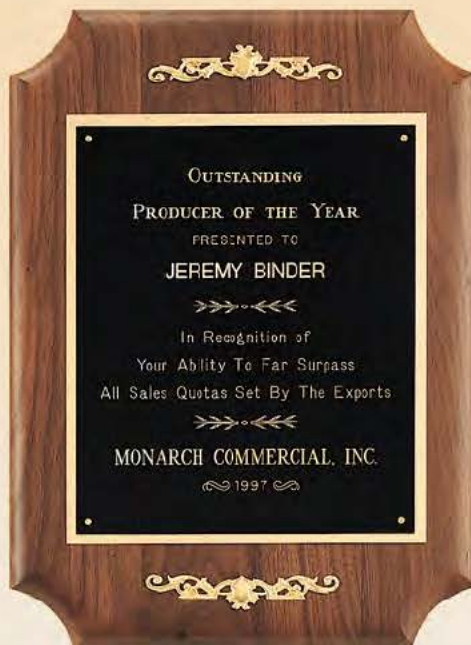 OUTSTANDING
PRODUCER OF THE YEAR
PRESENTED TO
JEREMY BINDER
In Recognition of
Your Ability To Far Surpass
All Sales Quotas Set By The Exports
MONARCH COMMERCIAL, INC.
1997